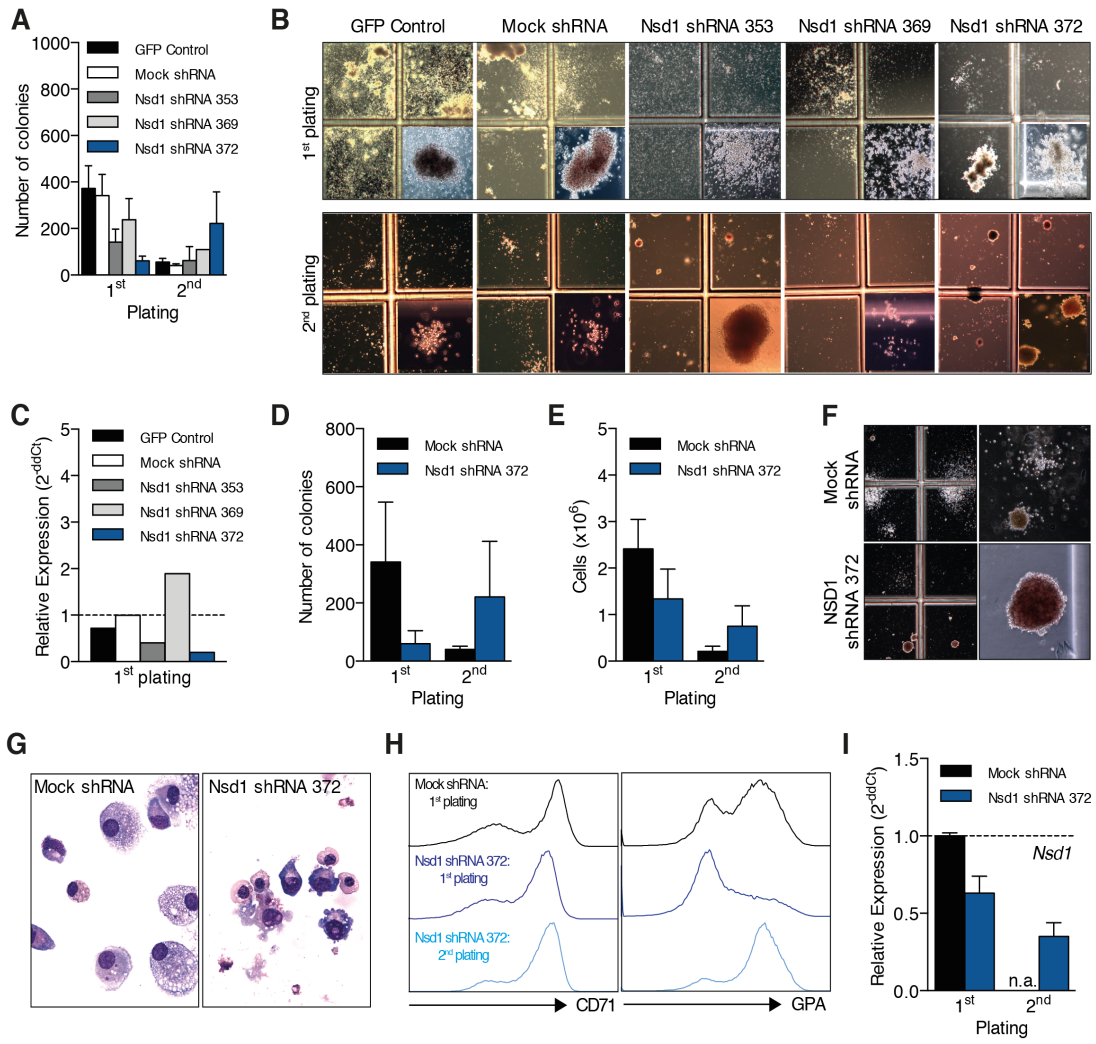 A
1000
800
600
400
200
0
Number of colonies
GFP Control
Mock shRNA
Nsd1 shRNA 353
Nsd1 shRNA 369
Nsd1 shRNA 372
1st
2nd
Plating
B
GFP Control
Mock shRNA
Nsd1 shRNA 353
Nsd1 shRNA 369
Nsd1 shRNA 372
1st plating
2nd plating
C
5
4
3
2
1
0
Relative Expression (2-ddCt)
GFP Control
Mock shRNA
Nsd1 shRNA 353
Nsd1 shRNA 369
Nsd1 shRNA 372
1st plating
D
800
600
400
200
0
Number of colonies
Mock shRNA
Nsd1 shRNA 372
1st
2nd
Plating
E
5
4
3
2
1
0
Cells (x106)
Mock shRNA
Nsd1 shRNA 372
1st
2nd
Plating
F
Mock
shRNA
NSD1
shRNA 372
G
Mock shRNA
Nsd1 shRNA 372
H
Mock shRNA:
1st plating
Nsd1 shRNA 372:
1st plating
Nsd1 shRNA 372:
2nd plating
CD71
GPA
I
1.5
1.0
0.5
0.0
Relative Expression (2-ddCt)
Mock shRNA
Nsd1 shRNA 372
Nsd1
n.a.
1st
2nd
Plating